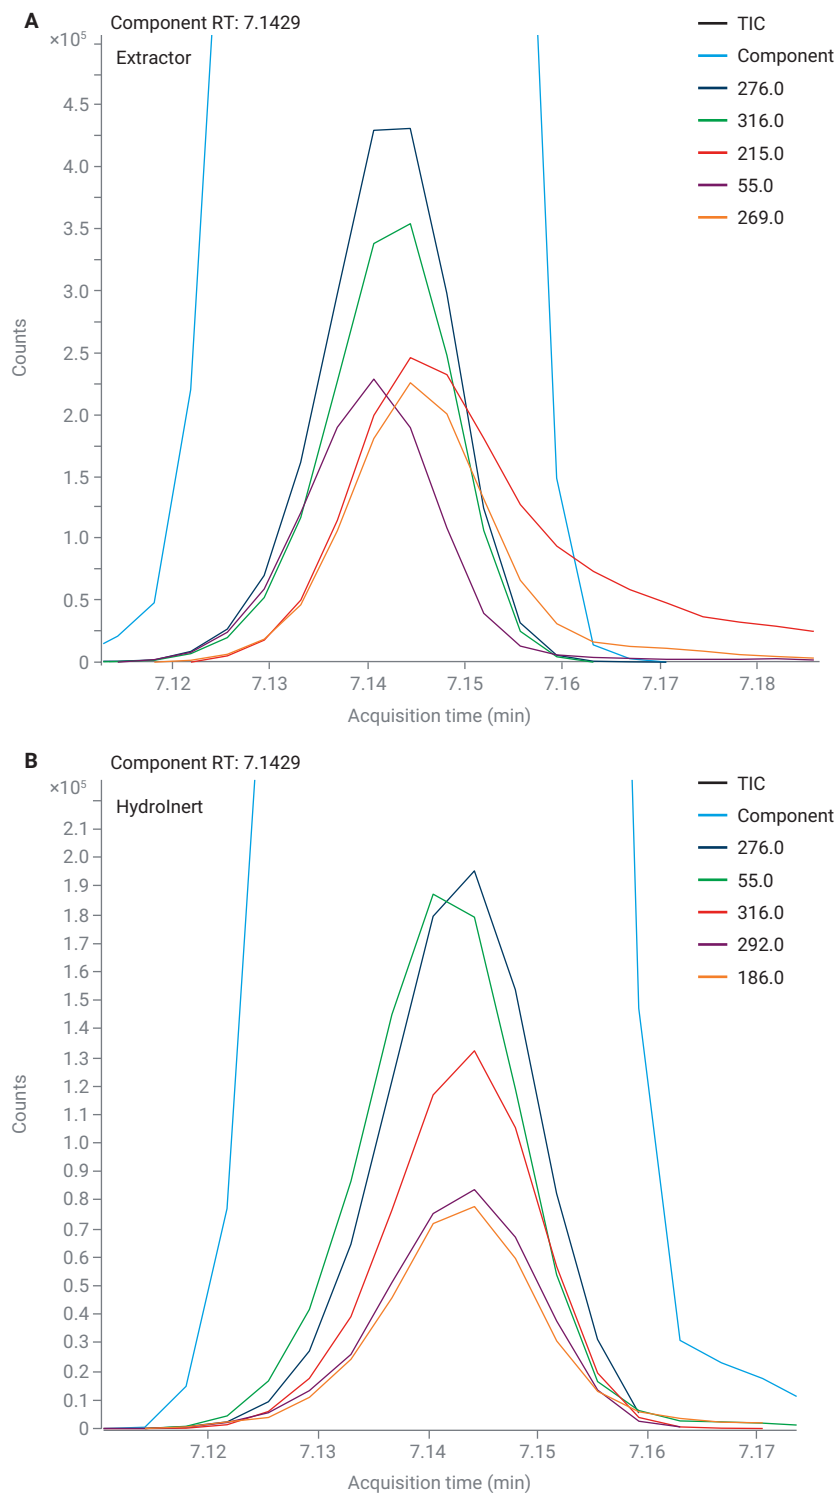 A
Component RT: 7.1429
×10⁵
Extractor
TIC
Component
276.0
316.0
215.0
55.0
269.0
4.5
4.0
3.5
3.0
2.5
2.0
1.5
1.0
0.5
0
Counts
7.12 7.13 7.14 7.15 7.16 7.17 7.18
Acquisition time (min)
B
Component RT: 7.1429
×10⁵
HydroInert
TIC
Component
276.0
55.0
316.0
292.0
186.0
2.1
2.0
1.9
1.8
1.7
1.6
1.5
1.4
1.3
1.2
1.1
1.0
0.9
0.8
0.7
0.6
0.5
0.4
0.3
0.2
0.1
0
Counts
7.12 7.13 7.14 7.15 7.16 7.17
Acquisition time (min)